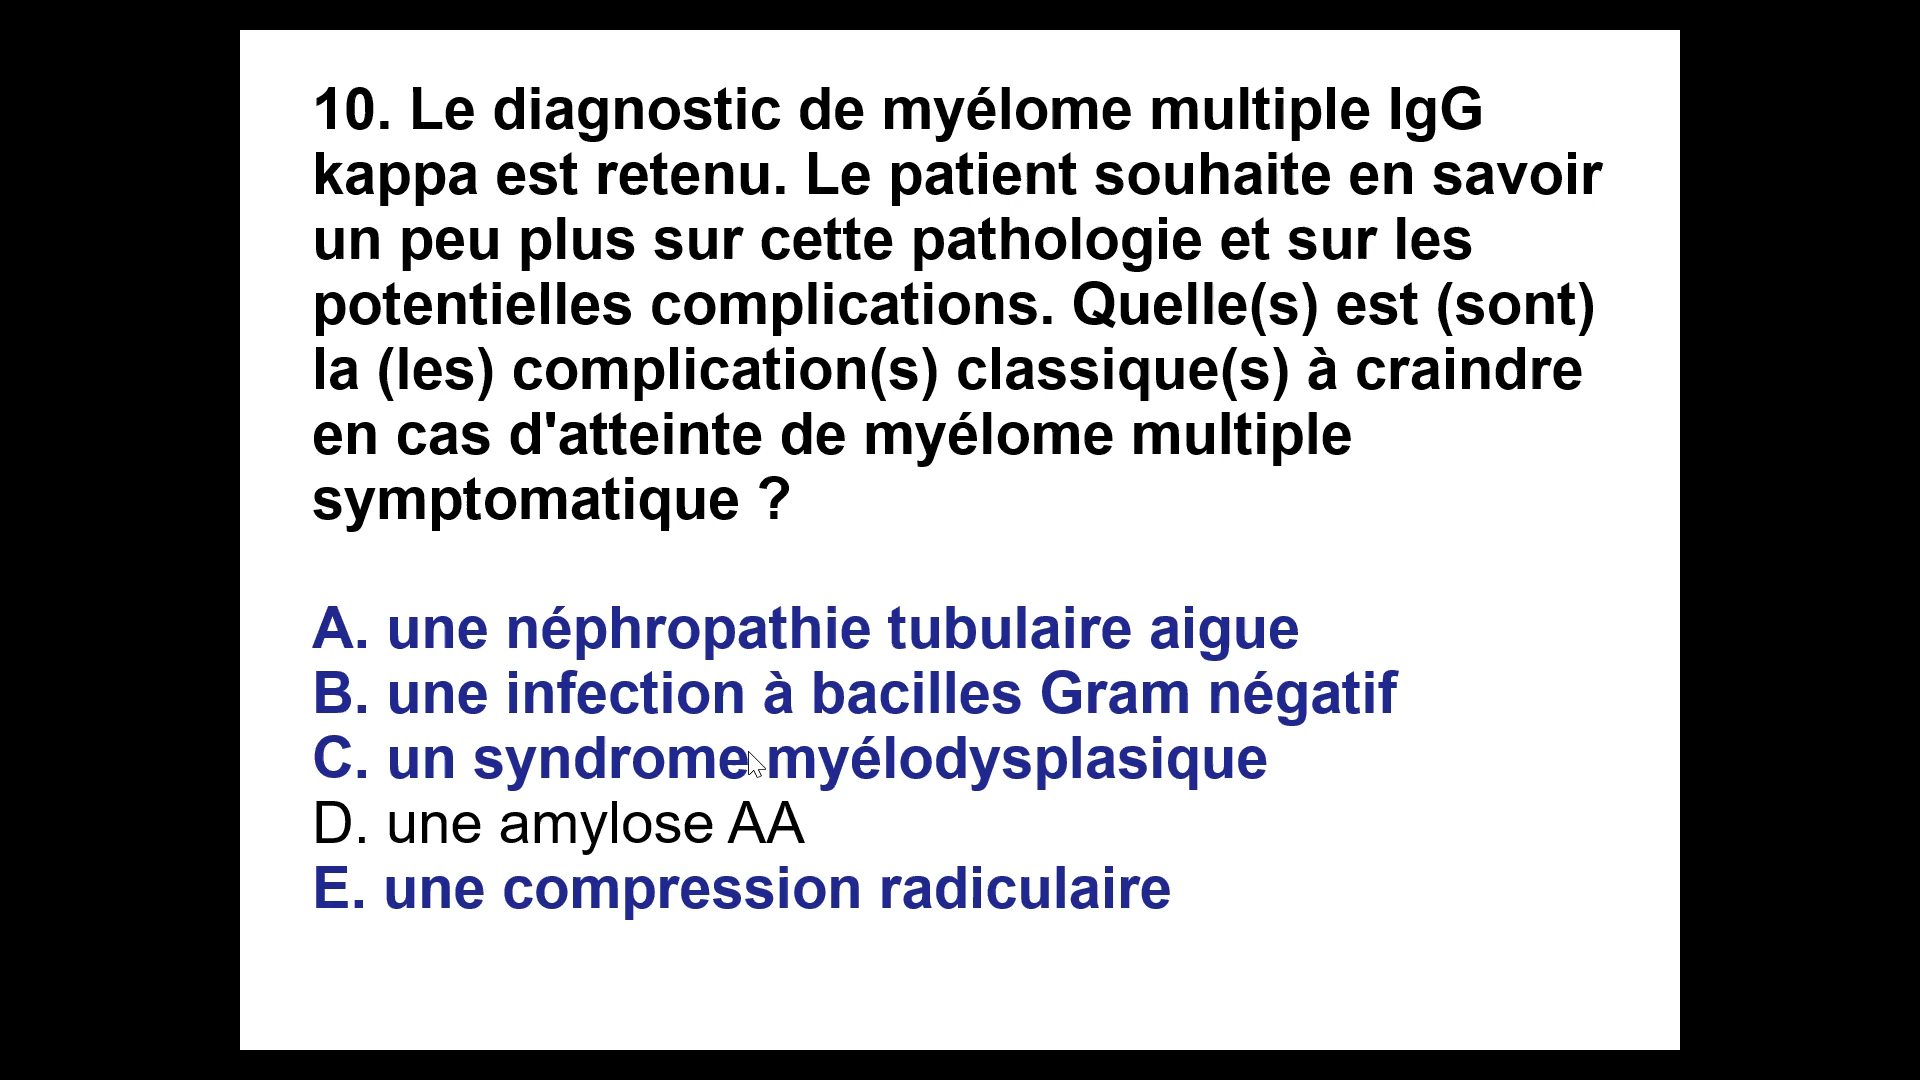 10. Le diagnostic de myélome multiple IgG
kappa est retenu. Le patient souhaite en savoir
un peu plus sur cette pathologie et sur les
potentielles complications. Quelle(s) est (sont)
la (les) complication(s) classique(s) à craindre
en cas d'atteinte de myélome multiple
symptomatique ?
A. une néphropathie tubulaire aigue
B. une infection à bacilles Gram négatif
C. un syndrome myélodysplasique
D. une amylose AA
E. une compression radiculaire